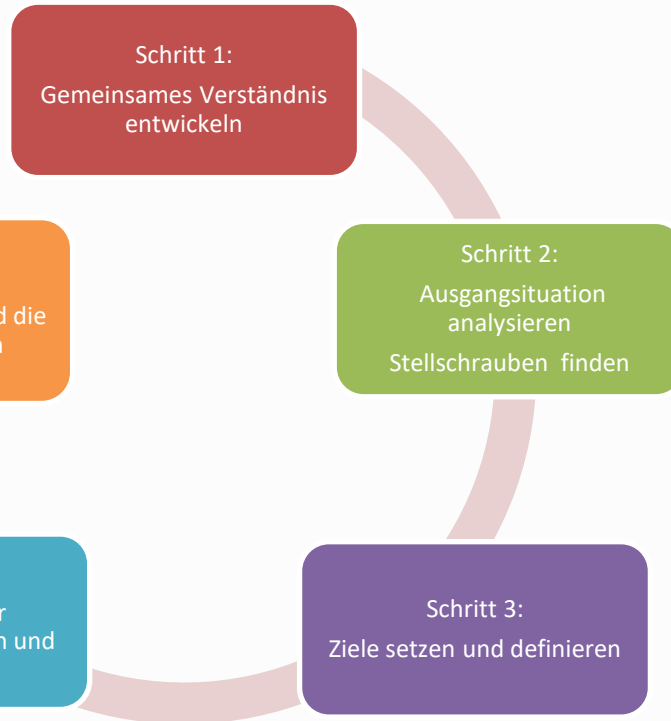 Schritt 1:
Gemeinsames Verständnis
entwickeln
Schritt 2:
Ausgangsituation
analysieren
Stellschrauben finden
Schritt 3:
Ziele setzen und definieren
die
und